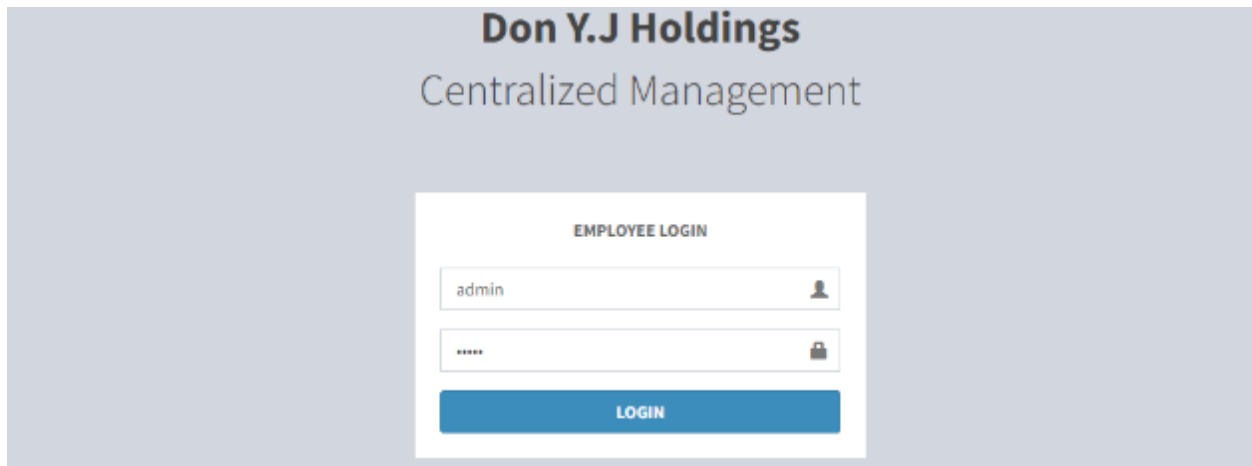 Don Y.J Holdings
Centralized Management
EMPLOYEE LOGIN
admin
•••••
LOGIN